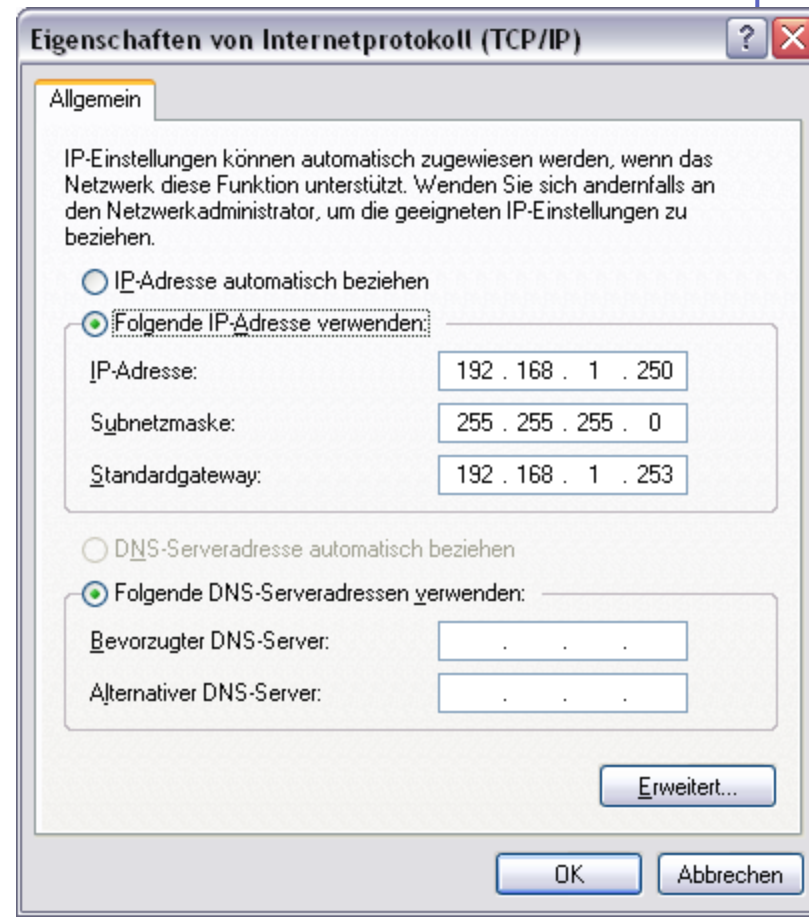 Eigenschaften von Internetprotokoll (TCP/IP)
?
Allgemein
IP-Einstellungen können automatisch zugewiesen werden, wenn das
Netzwerk diese Funktion unterstützt. Wenden Sie sich andernfalls an
den Netzwerkadministrator, um die geeigneten IP-Einstellungen zu
beziehen.
IP-Adresse automatisch beziehen
Folgende IP-Adresse verwenden:
IP-Adresse: 192 . 168 . 1 . 250
Subnetzmaske: 255 . 255 . 255 . 0
Standardgateway: 192 . 168 . 1 . 253
DNS-Serveradresse automatisch beziehen
Folgende DNS-Serveradressen verwenden:
Bevorzugter DNS-Server: . . .
Alternativer DNS-Server: . . .
Erweitert...
OK Abbrechen